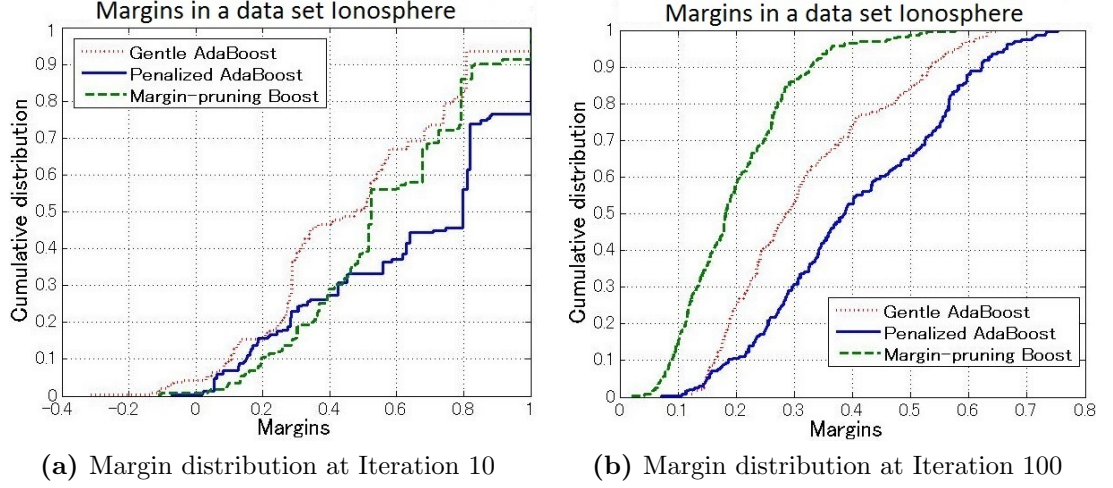 Margins in a data set Ionosphere
Cumulative distribution
1
0.9
0.8
0.7
0.6
0.5
0.4
0.3
0.2
0.1
0
Gentle AdaBoost
Penalized AdaBoost
Margin-pruning Boost
-0.4 -0.2 0 0.2 0.4 0.6 0.8 1
Margins
(a) Margin distribution at Iteration 10
Margins in a data set Ionosphere
Cumulative distribution
1
0.9
0.8
0.7
0.6
0.5
0.4
0.3
0.2
0.1
0
Gentle AdaBoost
Penalized AdaBoost
Margin-pruning Boost
0 0.1 0.2 0.3 0.4 0.5 0.6 0.7 0.8
Margins
(b) Margin distribution at Iteration 100